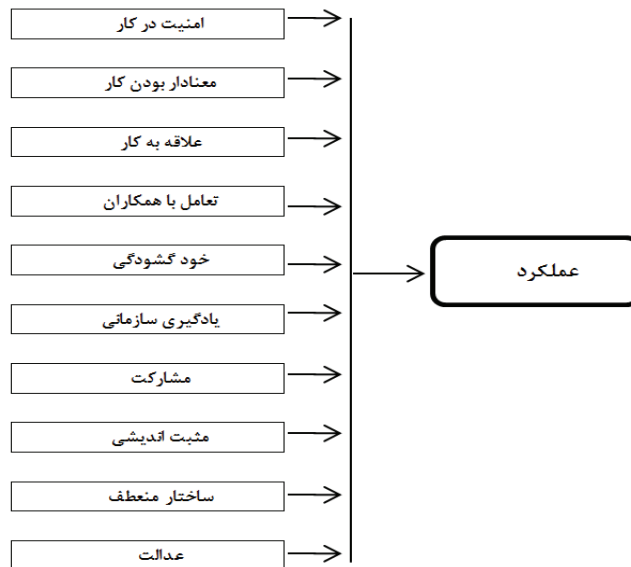 امنیت در کار
معنادار بودن کار
علاقه به کار
تعامل با همکاران
خود گشودگی
یادگیری سازمانی
مشارکت
مثبت اندیشی
ساختار منعطف
عدالت
عملکرد